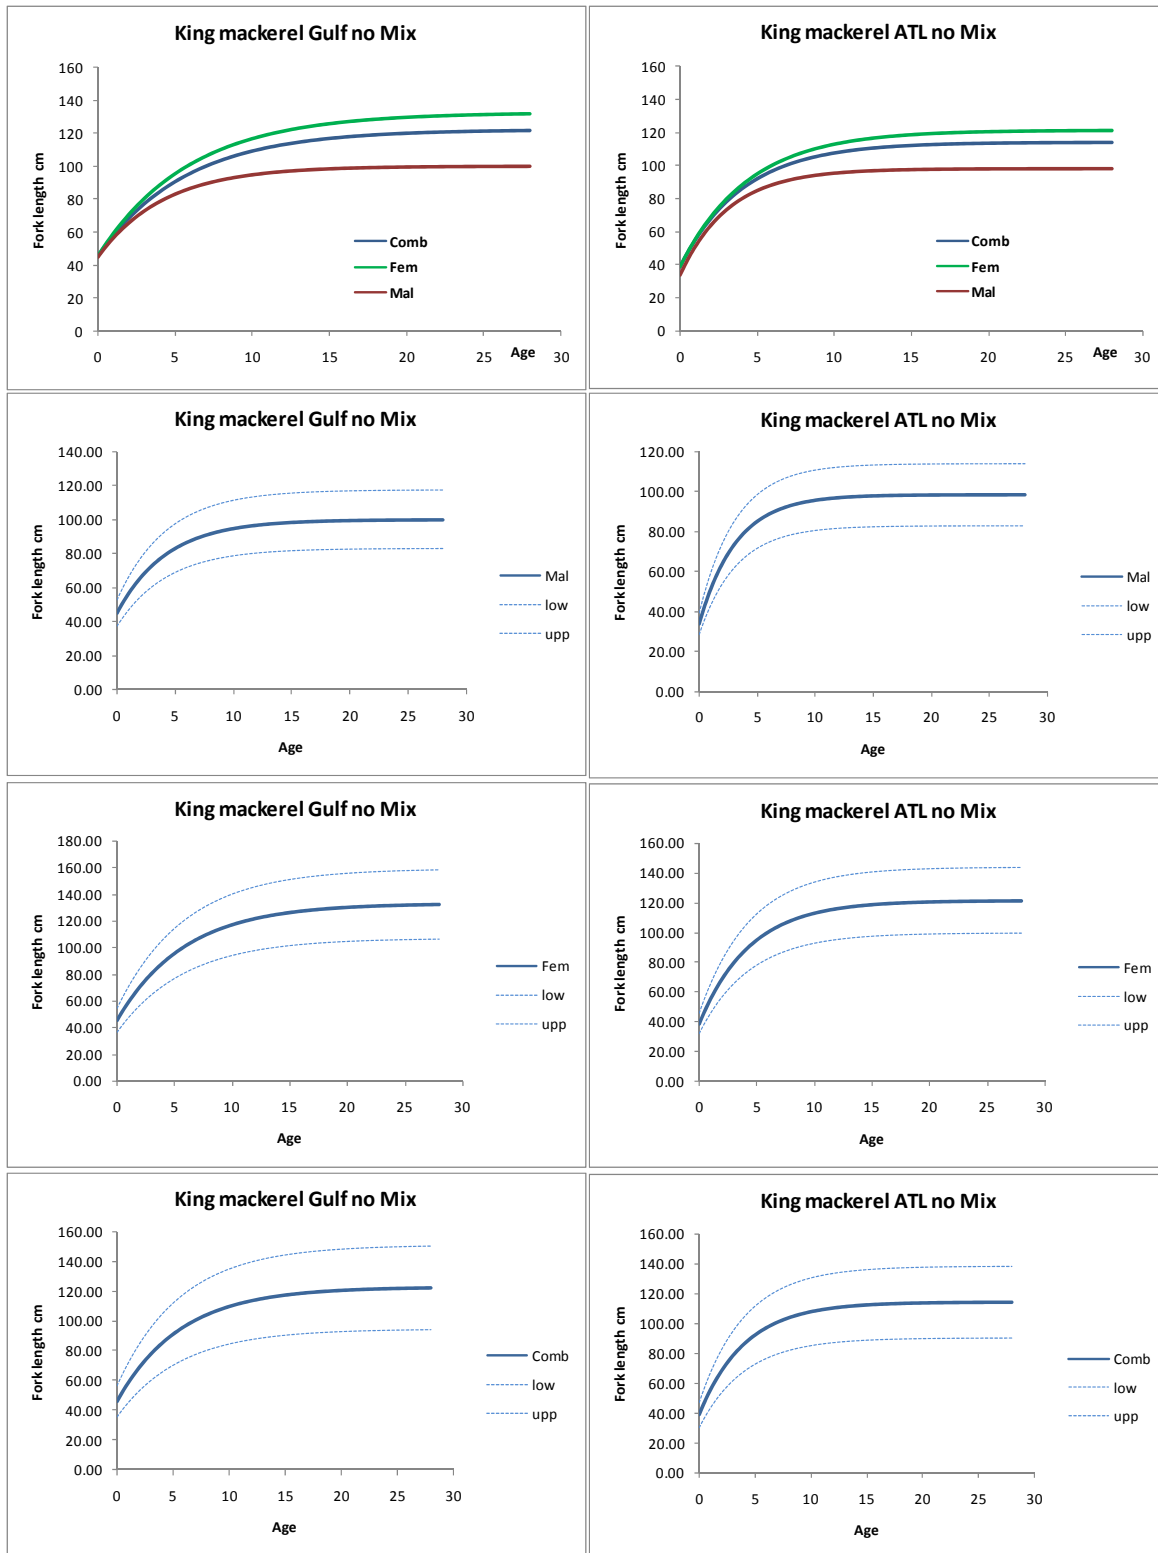 King mackerel Gulf no Mix
160
140
120
100
80
60
40
20
0
Fork length cm
Comb
Fem
Mal
0 5 10 15 20 25 30
Age
King mackerel ATL no Mix
160
140
120
100
80
60
40
20
0
Fork length cm
Comb
Fem
Mal
0 5 10 15 20 25 30
Age
King mackerel Gulf no Mix
140.00
120.00
100.00
80.00
60.00
40.00
20.00
0.00
Fork length cm
Mal
low
upp
0 5 10 15 20 25 30
Age
King mackerel ATL no Mix
120.00
100.00
80.00
60.00
40.00
20.00
0.00
Fork length cm
Mal
low
upp
0 5 10 15 20 25 30
Age
King mackerel Gulf no Mix
180.00
160.00
140.00
120.00
100.00
80.00
60.00
40.00
20.00
0.00
Fork length cm
Fem
low
upp
0 5 10 15 20 25 30
Age
King mackerel ATL no Mix
160.00
140.00
120.00
100.00
80.00
60.00
40.00
20.00
0.00
Fork length cm
Fem
low
upp
0 5 10 15 20 25 30
Age
King mackerel Gulf no Mix
160.00
140.00
120.00
100.00
80.00
60.00
40.00
20.00
0.00
Fork length cm
Comb
low
upp
0 5 10 15 20 25 30
Age
King mackerel ATL no Mix
160.00
140.00
120.00
100.00
80.00
60.00
40.00
20.00
0.00
Fork length cm
Comb
low
upp
0 5 10 15 20 25 30
Age